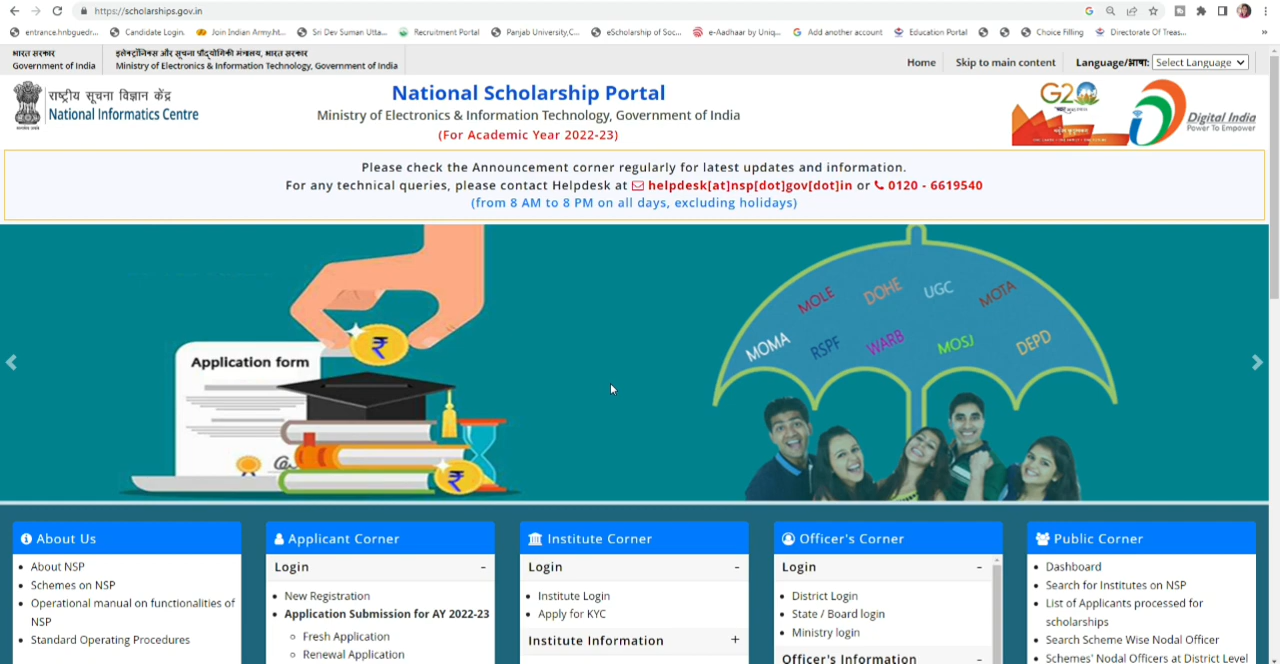 https://scholarships.gov.in
entrance.hnbguedr...
Candidate Login.
Join Indian Army.ht...
Sri Dev Suman Utta...
Recruitment Portal
Panjab University,C...
eScholarship of Soc...
e-Aadhaar by Uniq...
Add another account
Education Portal
Choice Filling
Directorate Of Treas...
»
भारत सरकार
Government of India
इलेक्ट्रॉनिक्स और सूचना प्रौद्योगिकी मंत्रालय, भारत सरकार
Ministry of Electronics & Information Technology, Government of India
Home
Skip to main content
Language/भाषा: Select Language
राष्ट्रीय सूचना विज्ञान केंद्र
National Informatics Centre
National Scholarship Portal
Ministry of Electronics & Information Technology, Government of India
(For Academic Year 2022-23)
G20
Digital India
Power To Empower
Please check the Announcement corner regularly for latest updates and information.
For any technical queries, please contact Helpdesk at helpdesk[at]nsp[dot]gov[dot]in or 0120 - 6619540
(from 8 AM to 8 PM on all days, excluding holidays)
Application form
₹
₹
MOLE
DOHE
UGC
MOTA
MOMA
RSPF
WARB
MOSJ
DEPD
About Us
About NSP
Schemes on NSP
Operational manual on functionalities of
NSP
Standard Operating Procedures
Applicant Corner
Login -
New Registration
Application Submission for AY 2022-23
Fresh Application
Renewal Application
Institute Corner
Login -
Institute Login
Apply for KYC
Institute Information +
Officer's Corner
Login -
District Login
State / Board login
Ministry login
Officer's Information -
Public Corner
Dashboard
Search for Institutes on NSP
List of Applicants processed for
scholarships
Search Scheme Wise Nodal Officer
Schemes' Nodal Officers at District Level